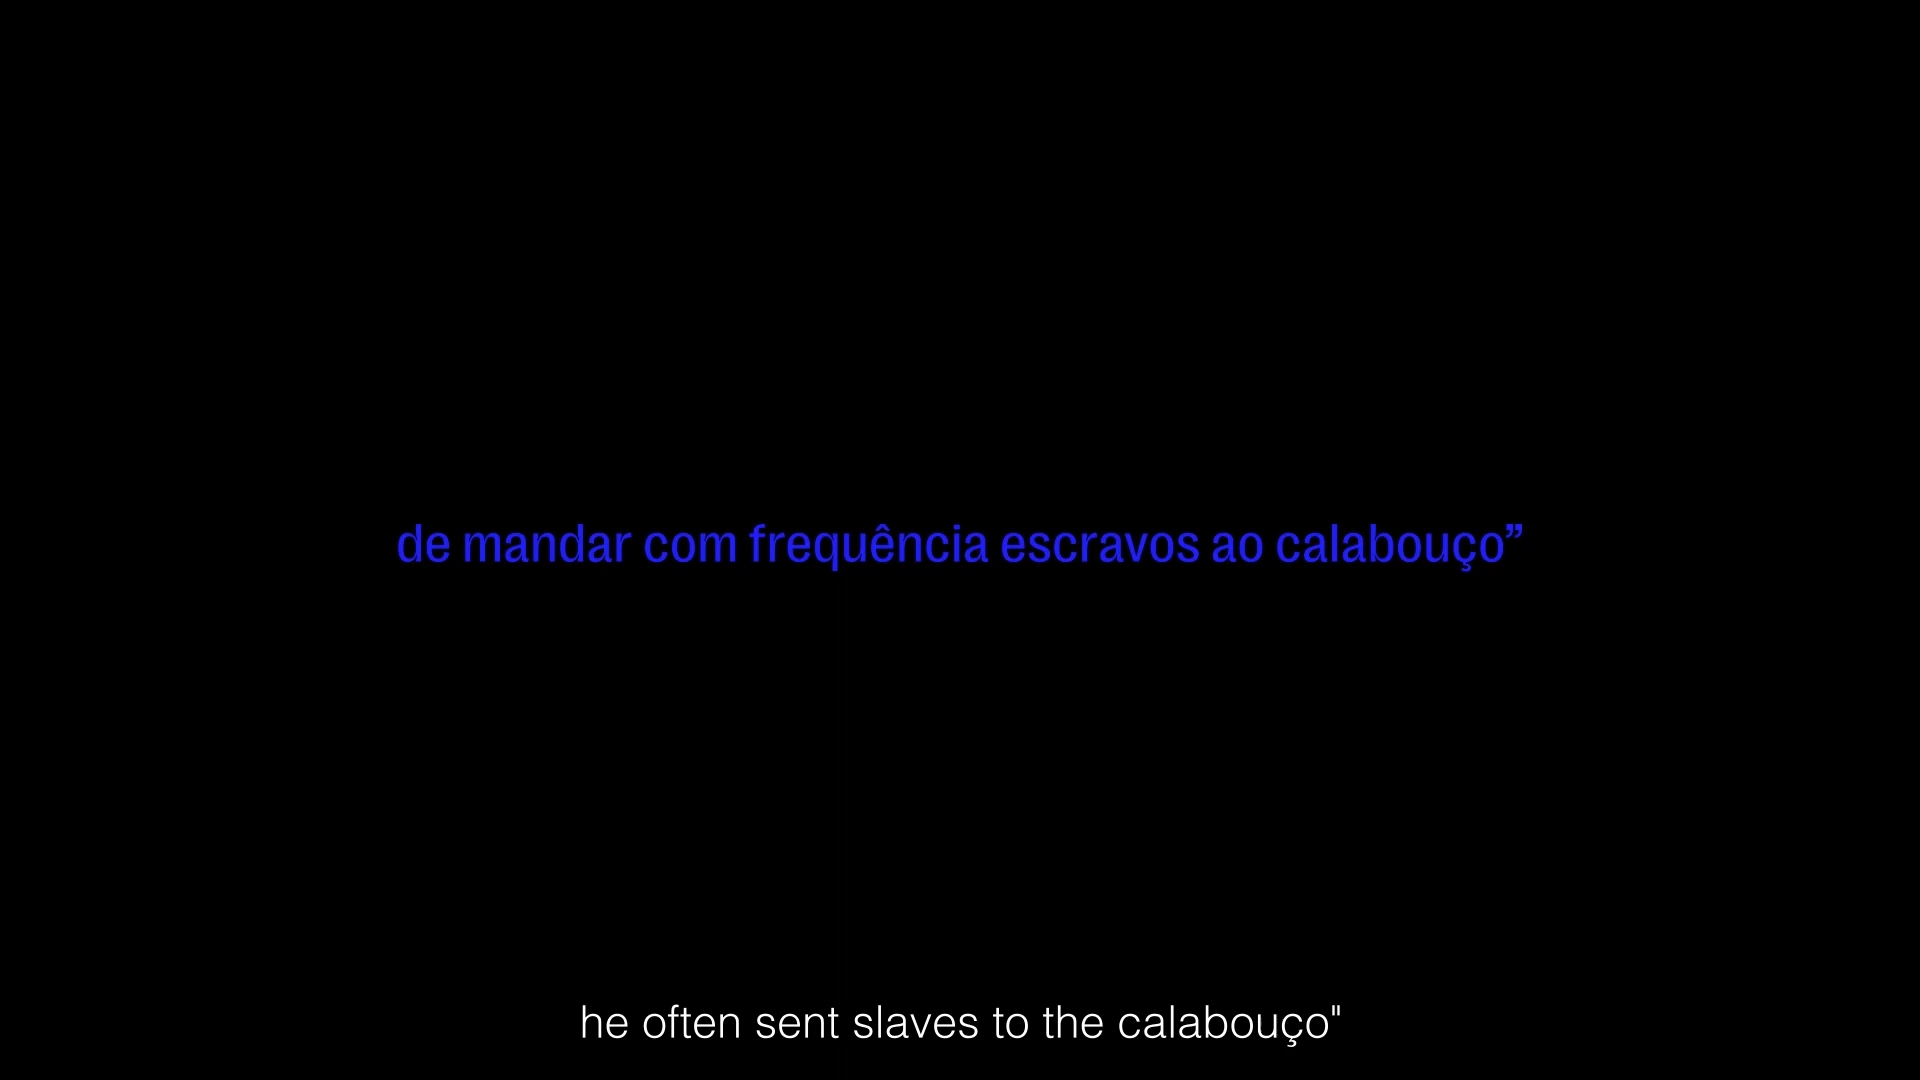 de mandar com frequência escravos ao calabouço”
he often sent slaves to the calabouço"